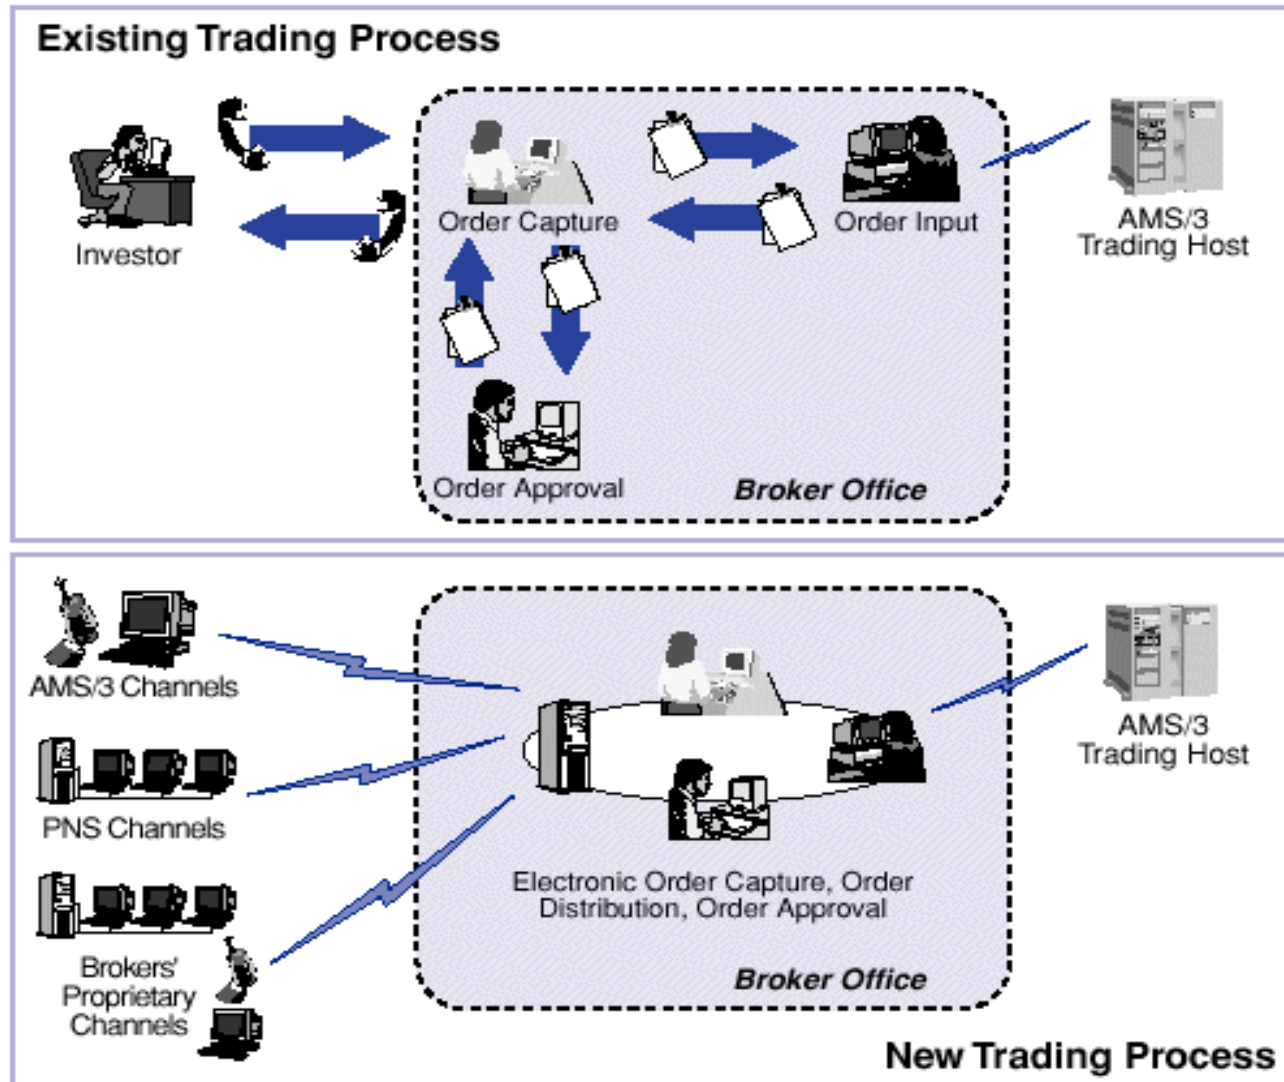 Existing Trading Process
Investor
Order Capture
Order Input
AMS/3
Trading Host
Order Approval
Broker Office
AMS/3 Channels
PNS Channels
Brokers'
Proprietary
Channels
Electronic Order Capture, Order
Distribution, Order Approval
Broker Office
AMS/3
Trading Host
New Trading Process